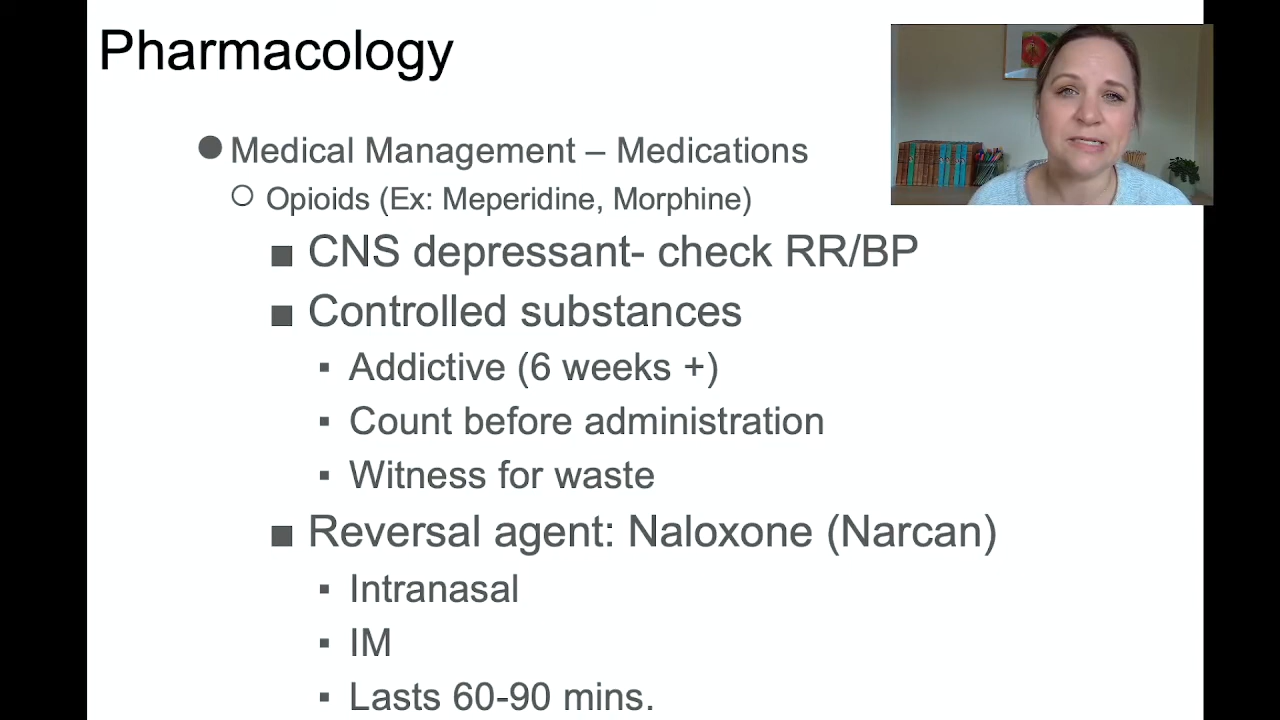 Pharmacology
● Medical Management – Medications
○ Opioids (Ex: Meperidine, Morphine)
■ CNS depressant- check RR/BP
■ Controlled substances
▪ Addictive (6 weeks +)
▪ Count before administration
▪ Witness for waste
■ Reversal agent: Naloxone (Narcan)
▪ Intranasal
▪ IM
▪ Lasts 60-90 mins.